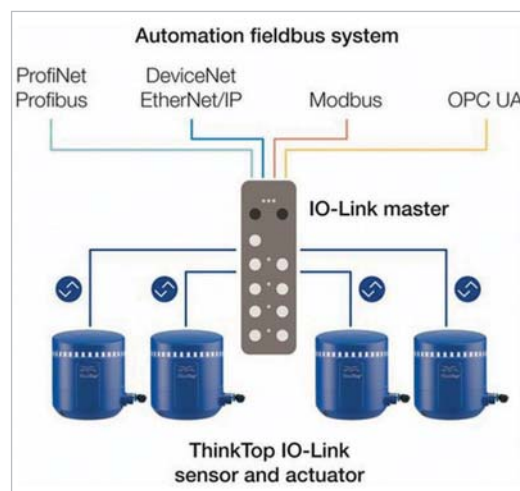 Automation fieldbus system
ProfiNet
Profibus
DeviceNet
EtherNet/IP
Modbus
OPC UA
IO-Link master
ThinkTop IO-Link
sensor and actuator